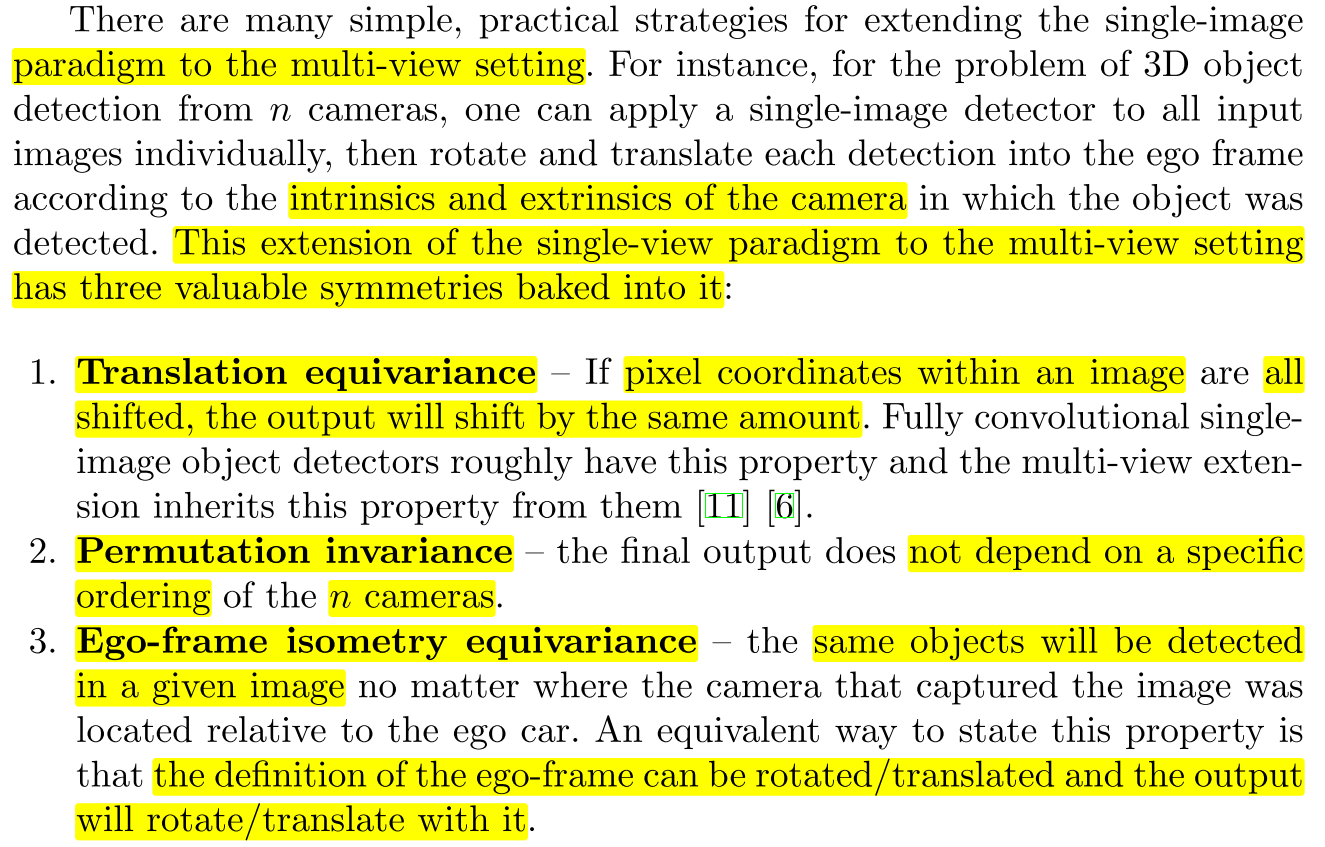 There are many simple, practical strategies for extending the single-image
paradigm to the multi-view setting. For instance, for the problem of 3D object
detection from n cameras, one can apply a single-image detector to all input
images individually, then rotate and translate each detection into the ego frame
according to the intrinsics and extrinsics of the camera in which the object was
detected. This extension of the single-view paradigm to the multi-view setting
has three valuable symmetries baked into it:
1. Translation equivariance – If pixel coordinates within an image are all
shifted, the output will shift by the same amount. Fully convolutional single-
image object detectors roughly have this property and the multi-view exten-
sion inherits this property from them [11] [6].
2. Permutation invariance – the final output does not depend on a specific
ordering of the n cameras.
3. Ego-frame isometry equivariance – the same objects will be detected
in a given image no matter where the camera that captured the image was
located relative to the ego car. An equivalent way to state this property is
that the definition of the ego-frame can be rotated/translated and the output
will rotate/translate with it.